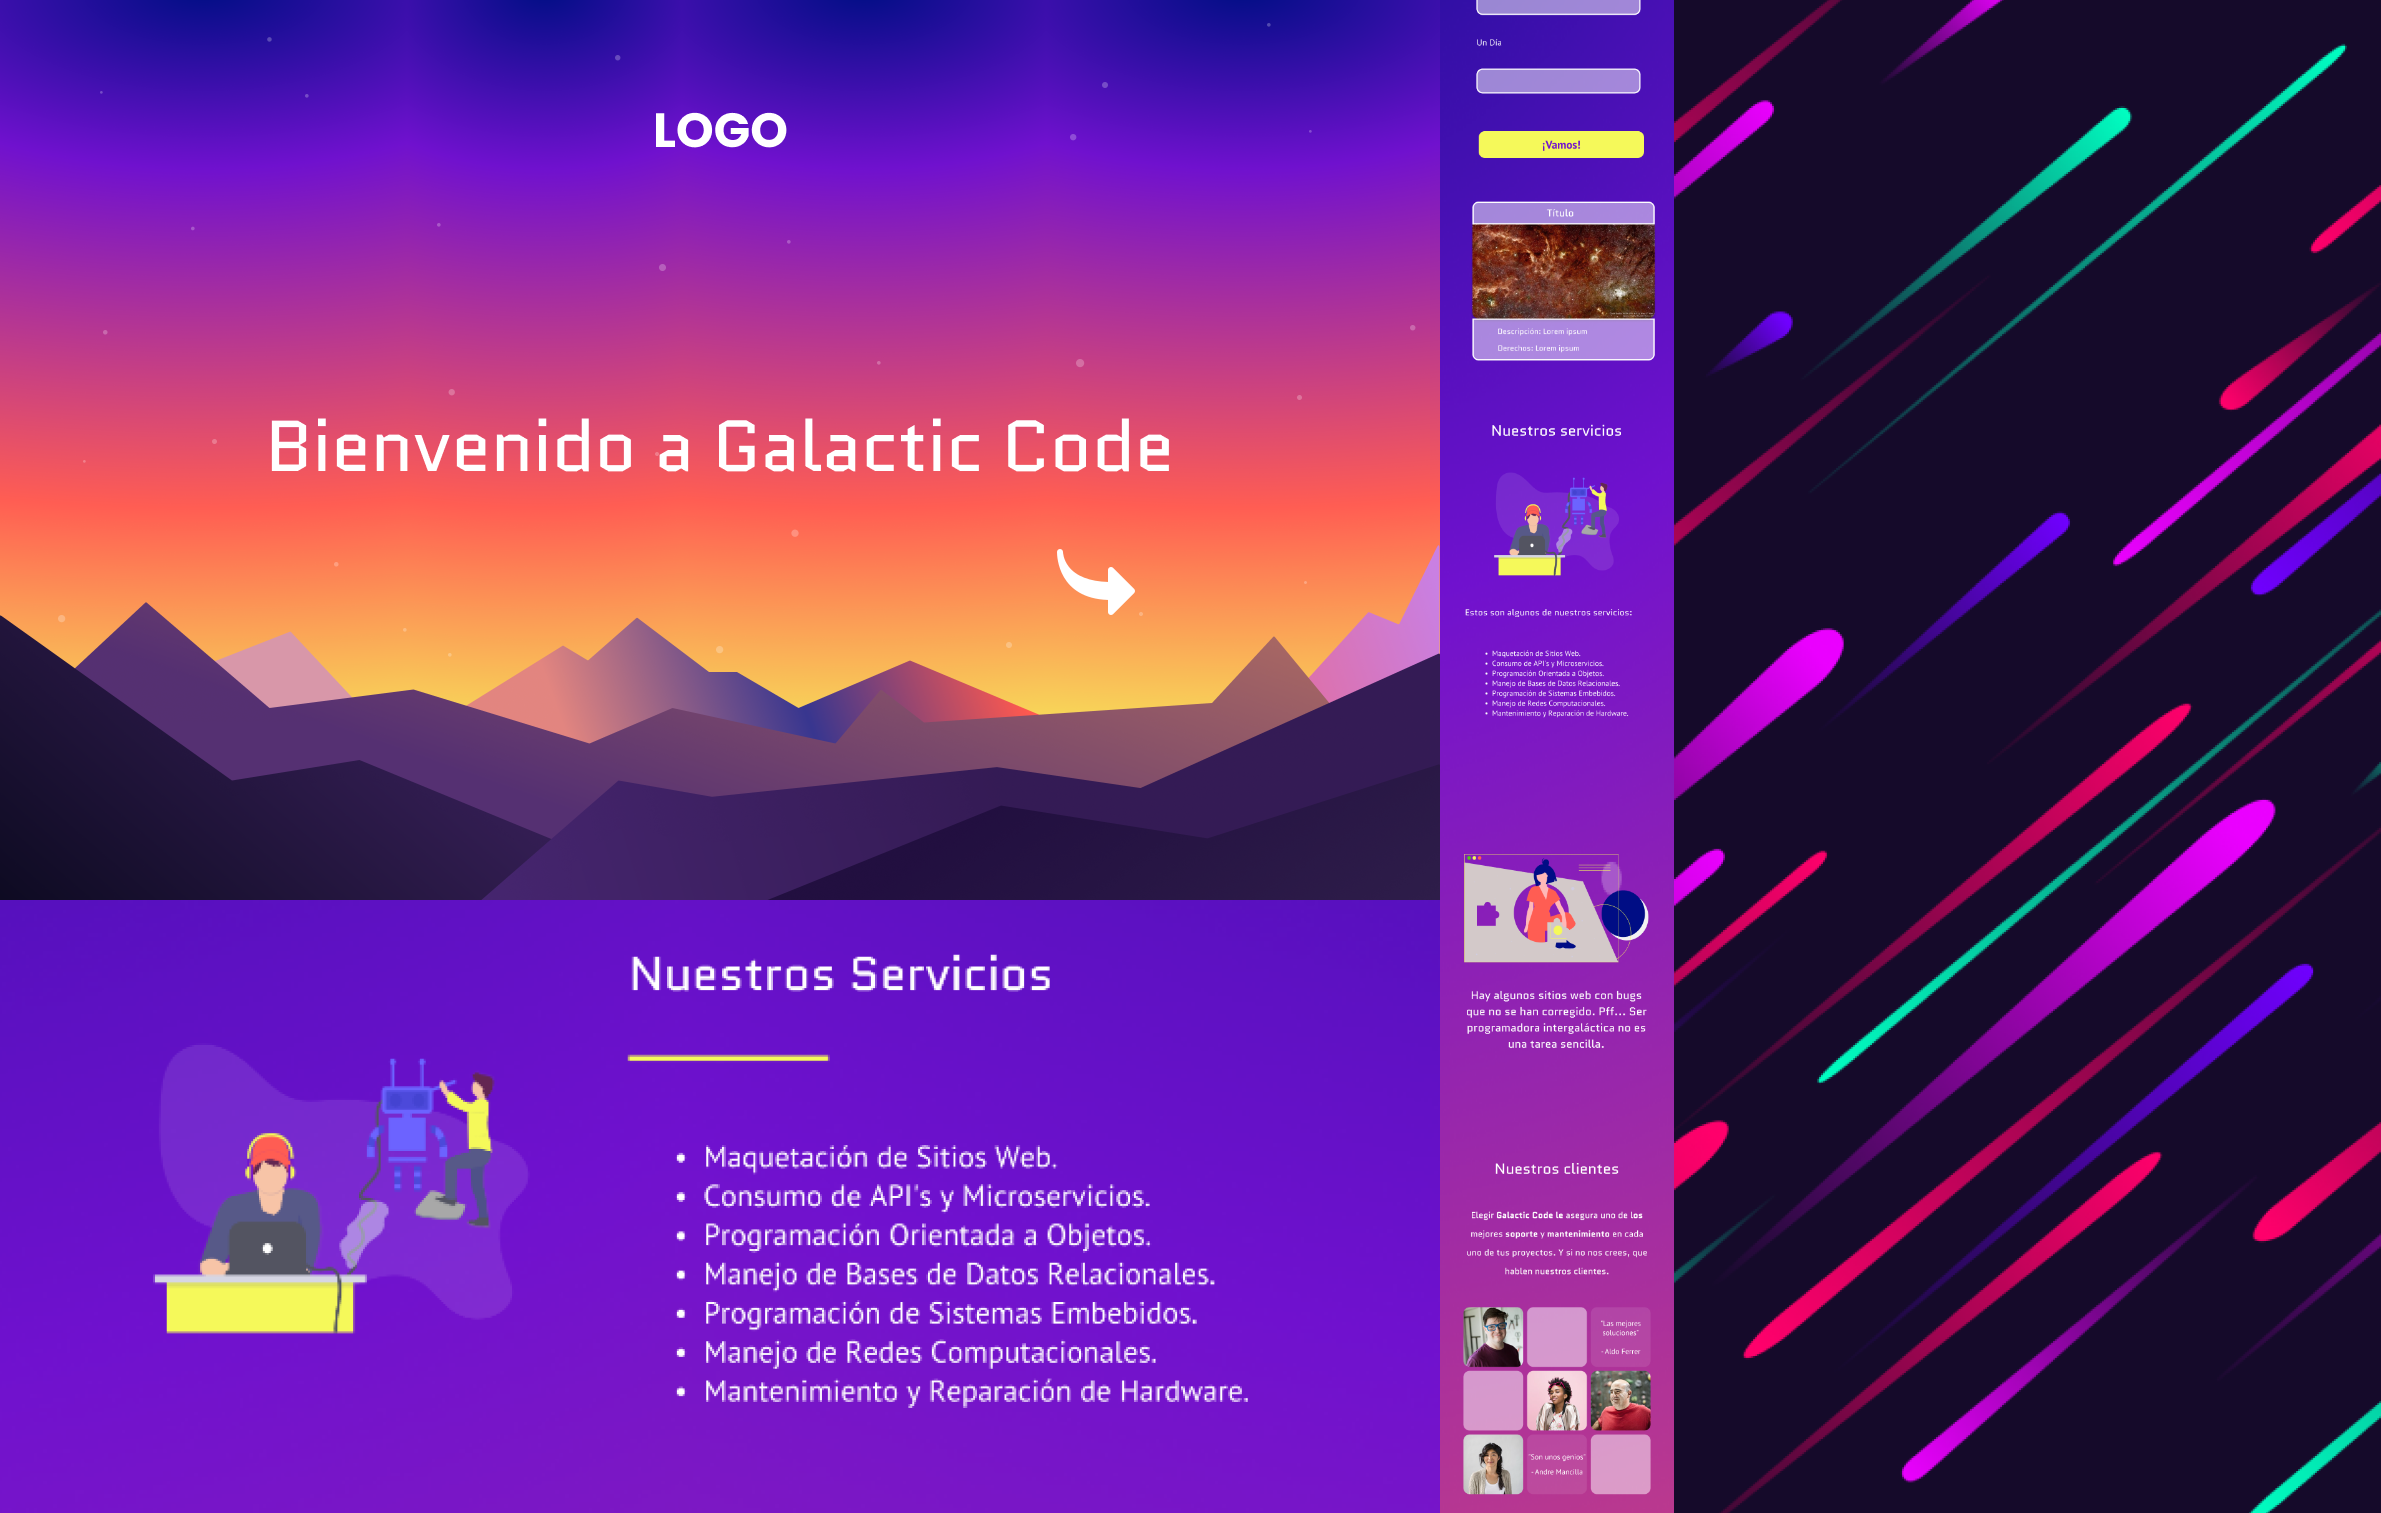 LOGO
Bienvenido a Galactic Code
Nuestros Servicios
• Maquetación de Sitios Web.
• Consumo de API's y Microservicios.
• Programación Orientada a Objetos.
• Manejo de Bases de Datos Relacionales.
• Programación de Sistemas Embebidos.
• Manejo de Redes Computacionales.
• Mantenimiento y Reparación de Hardware.
Un Día
¡Vamos!
Título
Descripción: Lorem ipsum
Derechos: Lorem ipsum
Nuestros servicios
Estos son algunos de nuestros servicios:
• Maquetación de Sitios Web.
• Consumo de API's y Microservicios.
• Programación Orientada a Objetos.
• Manejo de Bases de Datos Relacionales.
• Programación de Sistemas Embebidos.
• Manejo de Redes Computacionales.
• Mantenimiento y Reparación de Hardware.
Hay algunos sitios web con bugs
que no se han corregido. Pff... Ser
programadora intergaláctica no es
una tarea sencilla.
Nuestros clientes
Elegir Galactic Code le asegura uno de los
mejores soporte y mantenimiento en cada
uno de tus proyectos. Y si no nos crees, que
hablen nuestros clientes.
"Las mejores
soluciones"
- Aldo Ferrer
"Son unos genios"
- Andre Mancilla